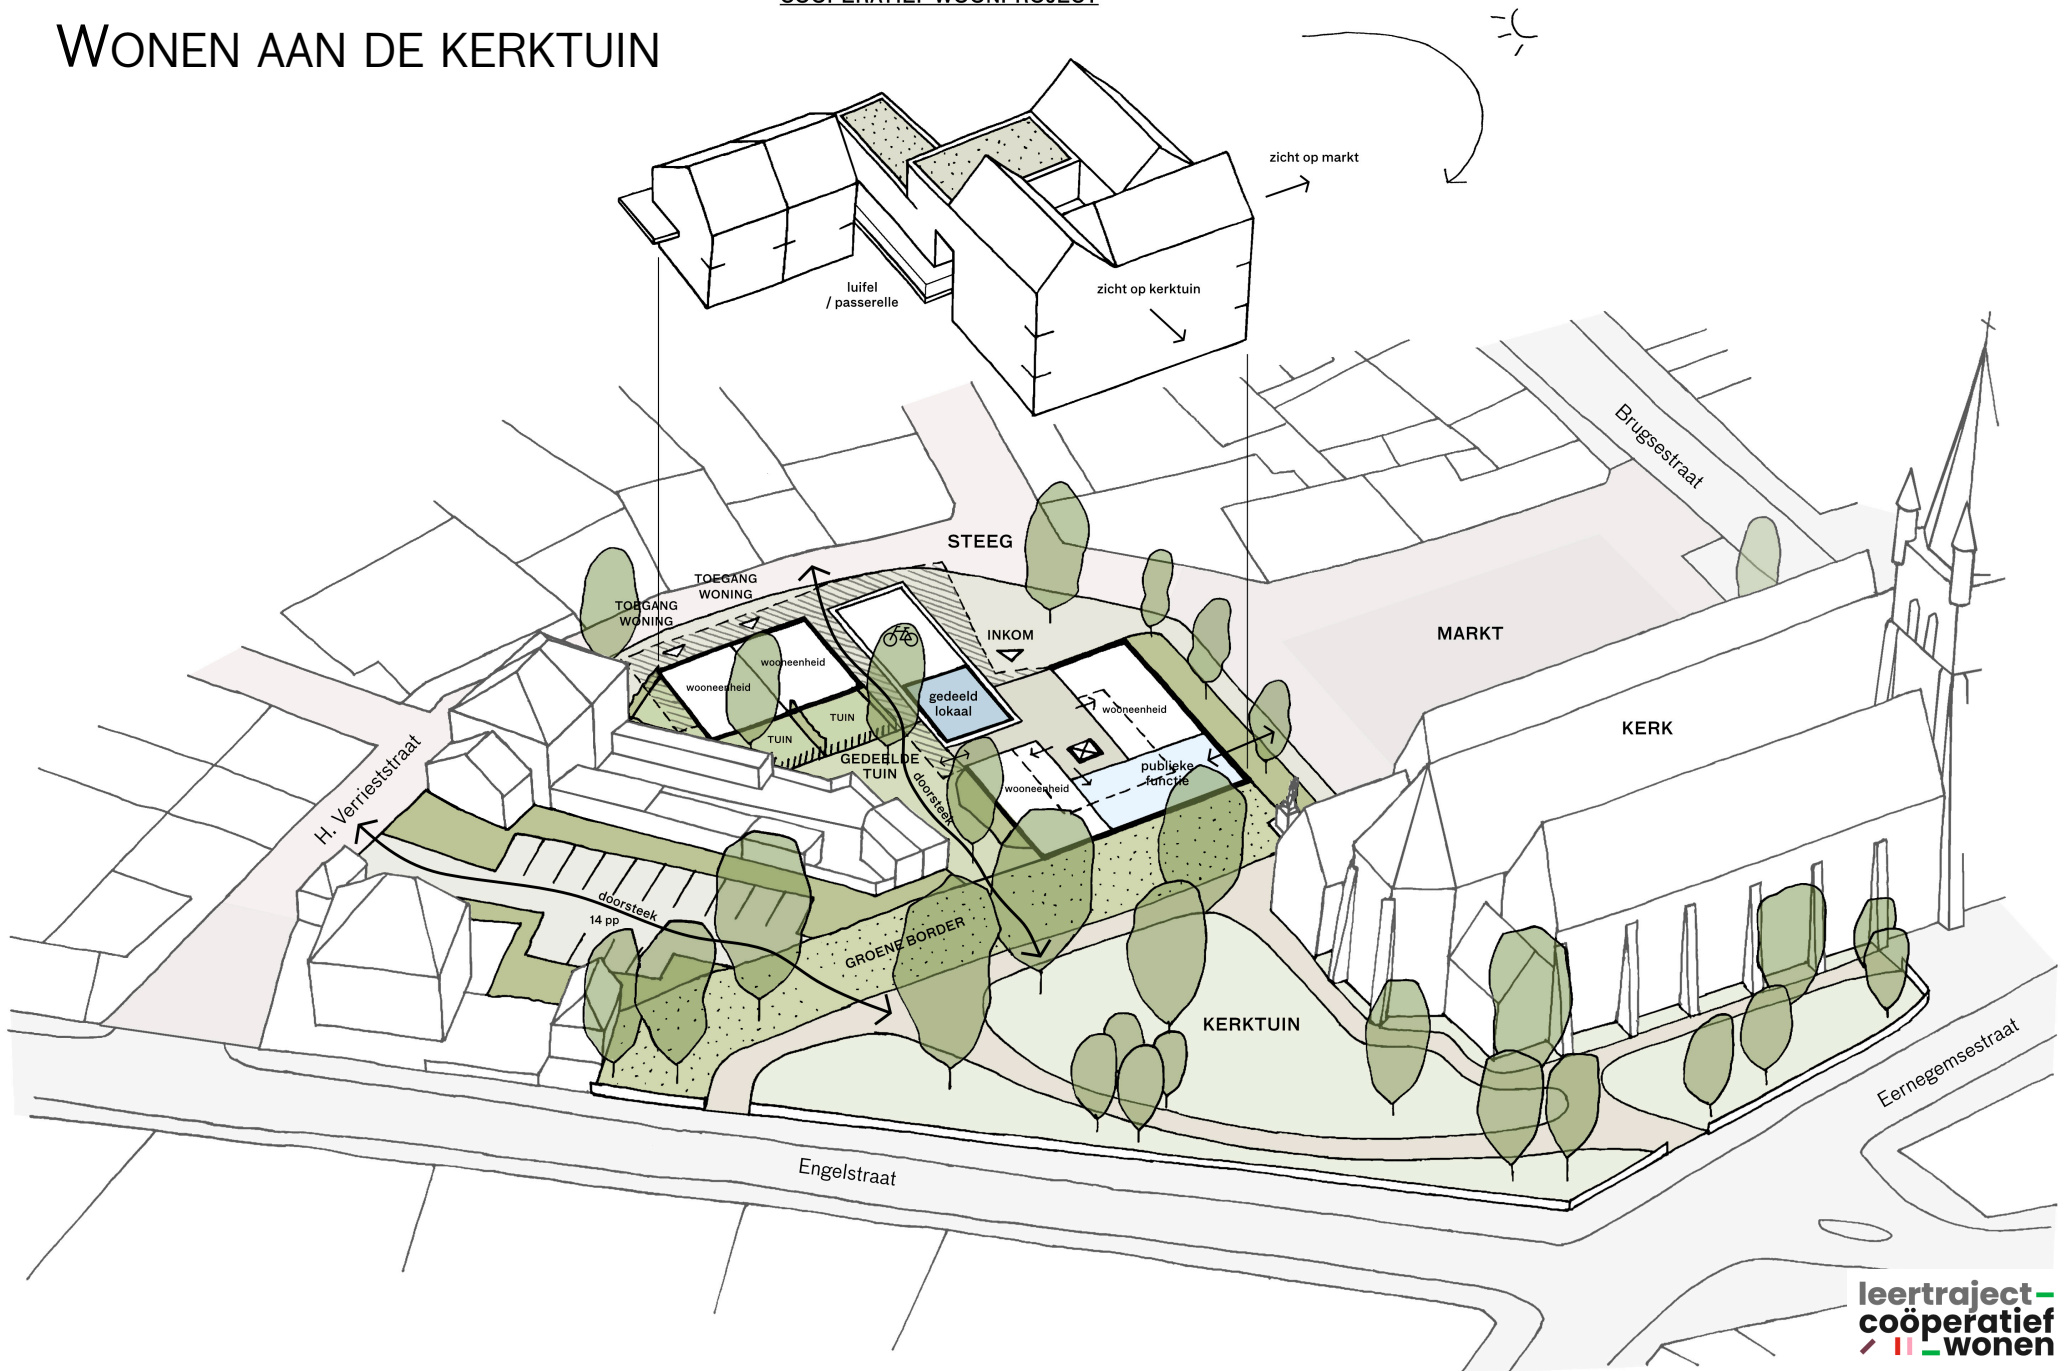 COÖPERATIEF WOONPROJECT
WONEN AAN DE KERKTUIN
zicht op markt
luifel
/ passerelle
zicht op kerktuin
Brugsestraat
STEEG
TOEGANG
WONING
TOEGANG
WONING
INKOM
MARKT
wooneenheid
wooneenheid
gedeeld
lokaal
wooneenheid
TUIN
TUIN
GEDEELDE
TUIN
KERK
publieke
functie
wooneenheid
doorsteek
H. Verrieststraat
doorsteek
14 pp
GROENE BORDER
KERKTUIN
Eernegemsestraat
Engelstraat
leertraject
coöperatief
wonen